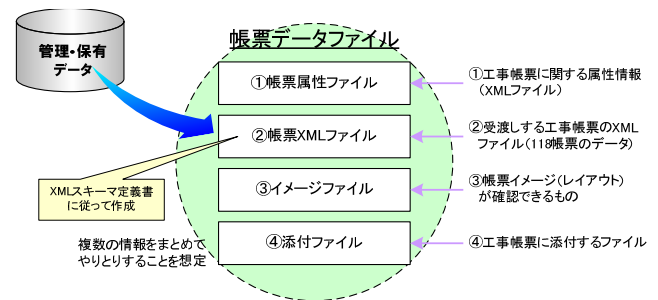 管理・保有
データ
帳票データファイル
①帳票属性ファイル
①工事帳票に関する属性情報
（XMLファイル）
②帳票XMLファイル
②受渡しする工事帳票のXML
ファイル（118帳票のデータ）
XMLスキーマ定義書
に従って作成
③イメージファイル
③帳票イメージ（レイアウト）
が確認できるもの
④添付ファイル
④工事帳票に添付するファイル
複数の情報をまとめて
やりとりすることを想定